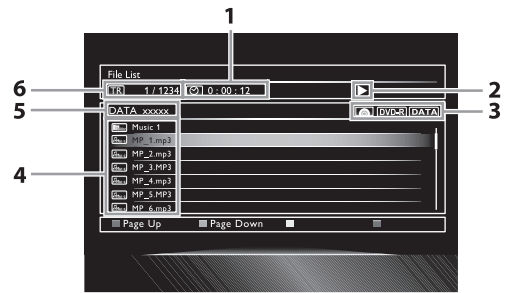 1
File List
6 TR 1 / 1234 0 : 00 : 12 2
5 DATA xxxxx DVD-R DATA 3
Music 1
MP_1.mp3
MP_2.mp3
MP_3.MP3
4 MP_4.mp3
MP_5.MP3
MP_6.mp3
Page Up Page Down